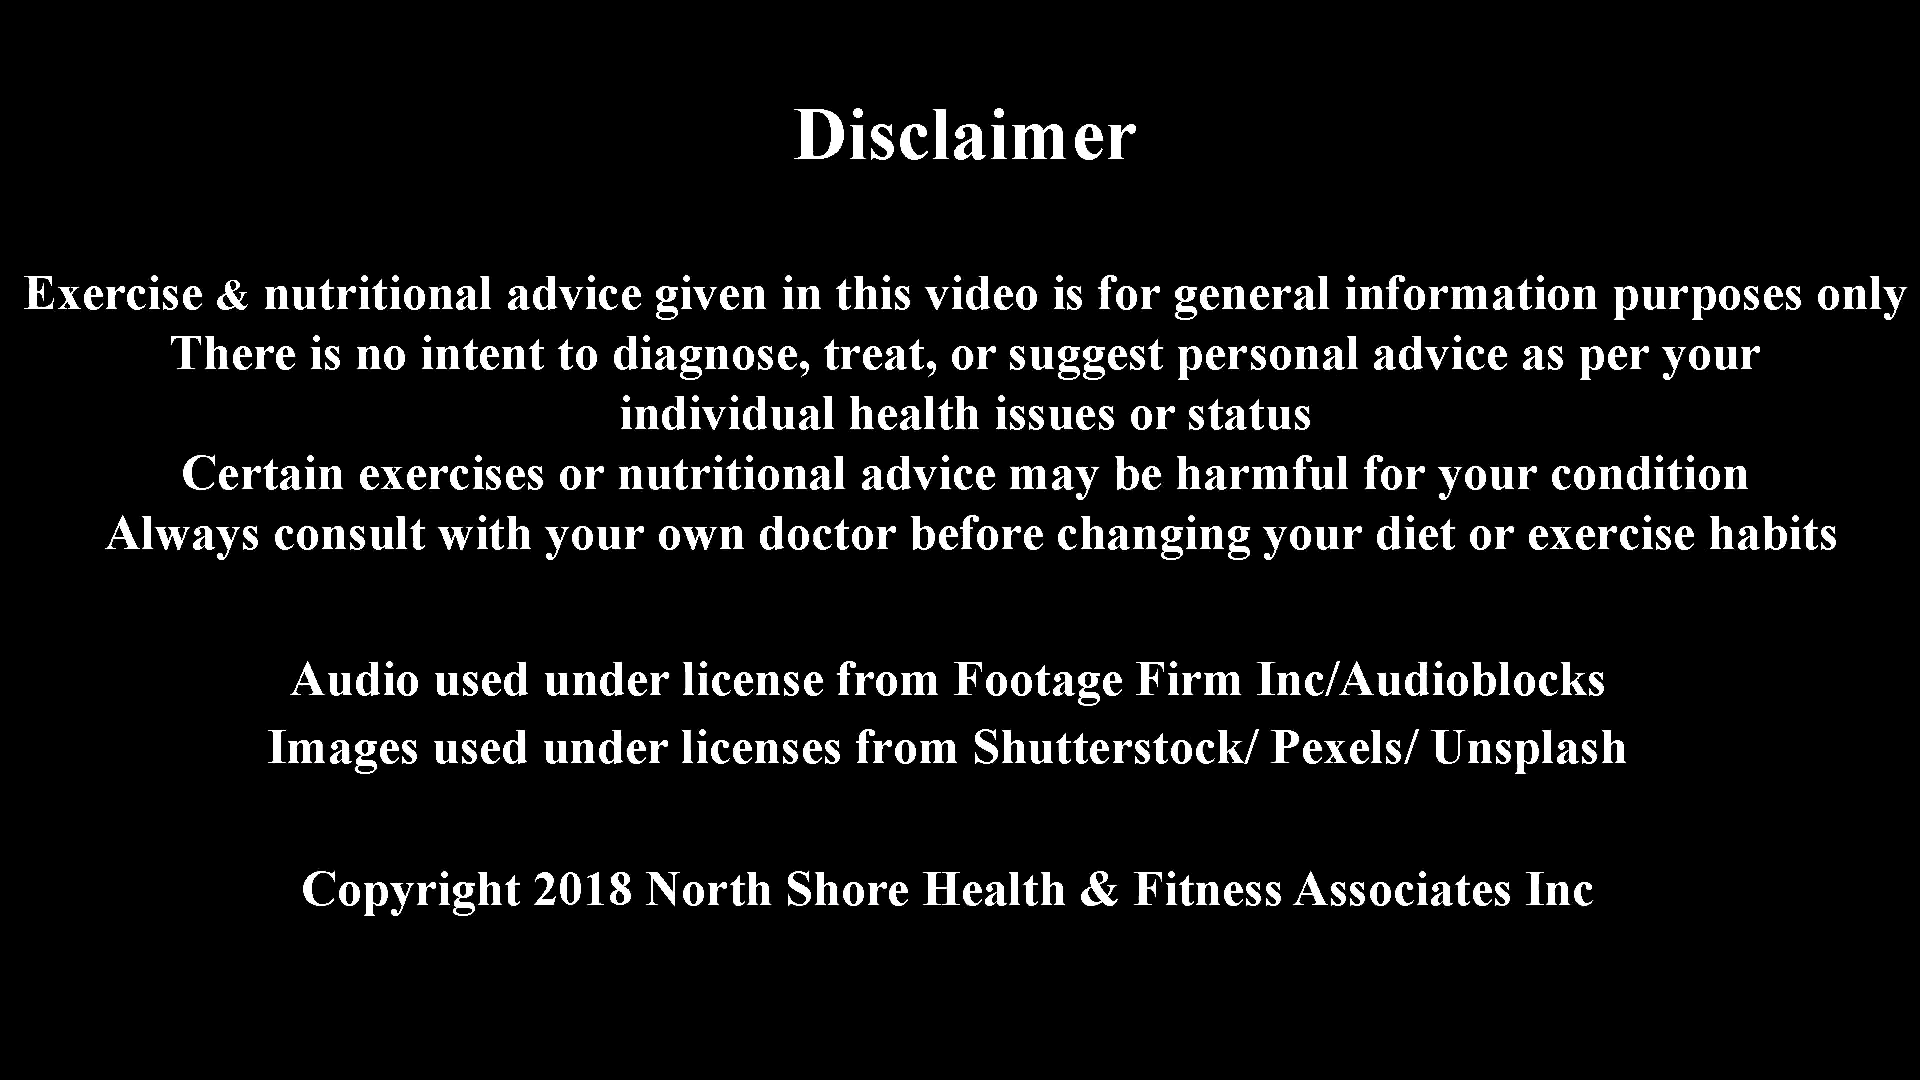 Disclaimer
Exercise & nutritional advice given in this video is for general information purposes only
There is no intent to diagnose, treat, or suggest personal advice as per your
individual health issues or status
Certain exercises or nutritional advice may be harmful for your condition
Always consult with your own doctor before changing your diet or exercise habits
Audio used under license from Footage Firm Inc/Audioblocks
Images used under licenses from Shutterstock/ Pexels/ Unsplash
Copyright 2018 North Shore Health & Fitness Associates Inc